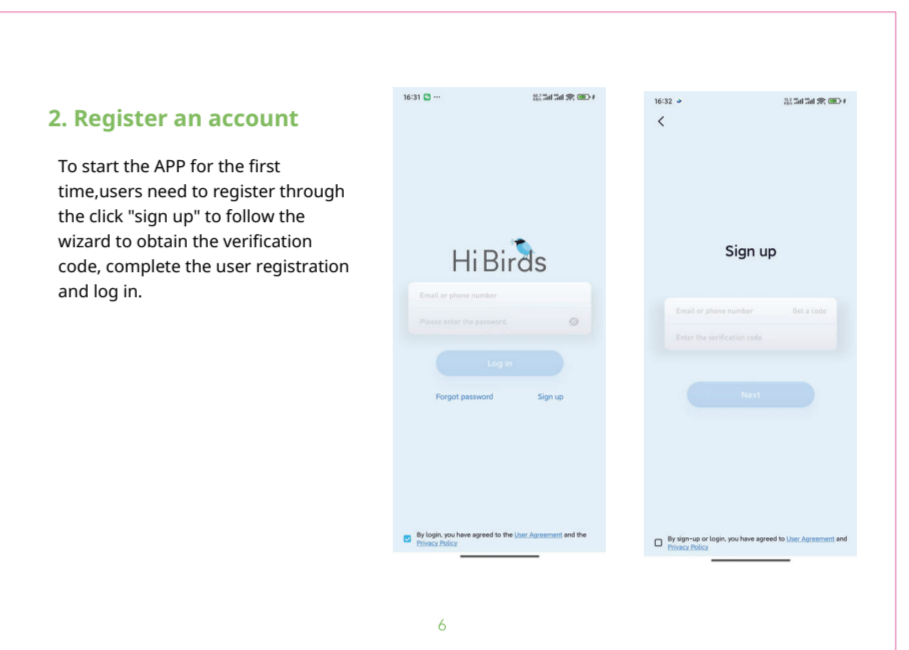 2. Register an account
To start the APP for the first
time,users need to register through
the click "sign up" to follow the
wizard to obtain the verification
code, complete the user registration
and log in.
16:31
Hi Birds
Email or phone number
Please enter the password
Log in
Forgot password Sign up
By login, you have agreed to the User Agreement and the
Privacy Policy
16:32
Sign up
Email or phone number Get a code
Enter the verification code
Next
By sign-up or login, you have agreed to User Agreement and
Privacy Policy
6